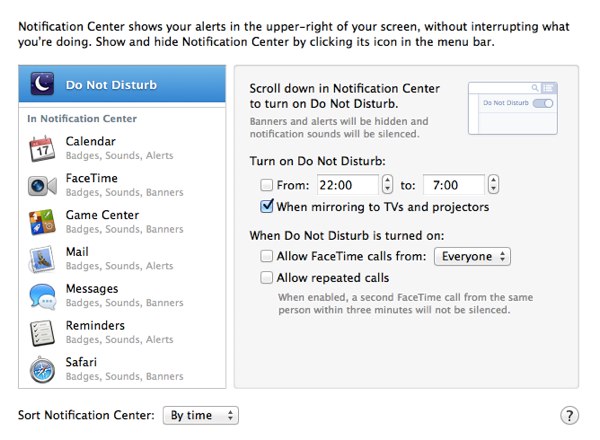 Notification Center shows your alerts in the upper-right of your screen, without interrupting what
you're doing. Show and hide Notification Center by clicking its icon in the menu bar.
Do Not Disturb
In Notification Center
17
Calendar
Badges, Sounds, Alerts
FaceTime
Badges, Sounds, Banners
Game Center
Badges, Sounds, Banners
Mail
Badges, Sounds, Alerts
Messages
Badges, Sounds, Banners
Reminders
Badges, Sounds, Alerts
Safari
Badges, Sounds, Banners
Scroll down in Notification Center
to turn on Do Not Disturb.
Banners and alerts will be hidden and
notification sounds will be silenced.
Do Not Disturb
Turn on Do Not Disturb:
From: 22:00 to: 7:00
When mirroring to TVs and projectors
When Do Not Disturb is turned on:
Allow FaceTime calls from: Everyone
Allow repeated calls
When enabled, a second FaceTime call from the same
person within three minutes will not be silenced.
Sort Notification Center: By time
?